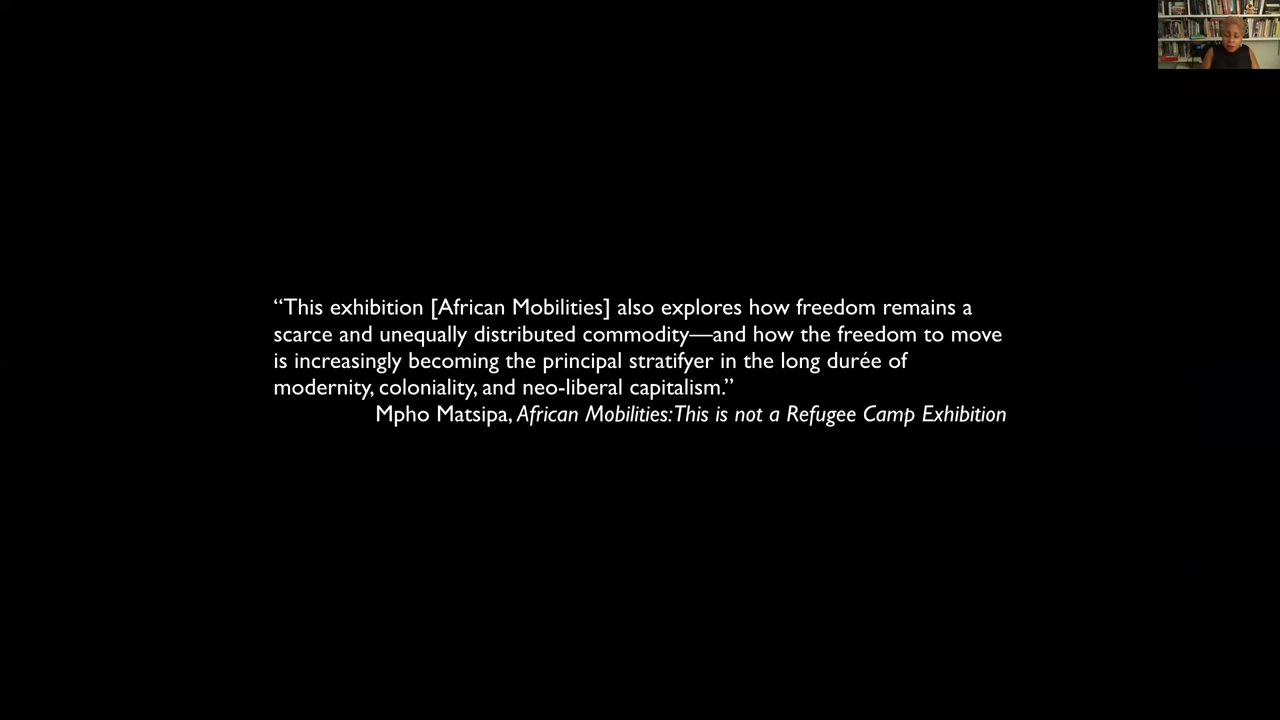 “This exhibition [African Mobilities] also explores how freedom remains a
scarce and unequally distributed commodity—and how the freedom to move
is increasingly becoming the principal stratifyer in the long durée of
modernity, coloniality, and neo-liberal capitalism.”
Mpho Matsipa, African Mobilities: This is not a Refugee Camp Exhibition